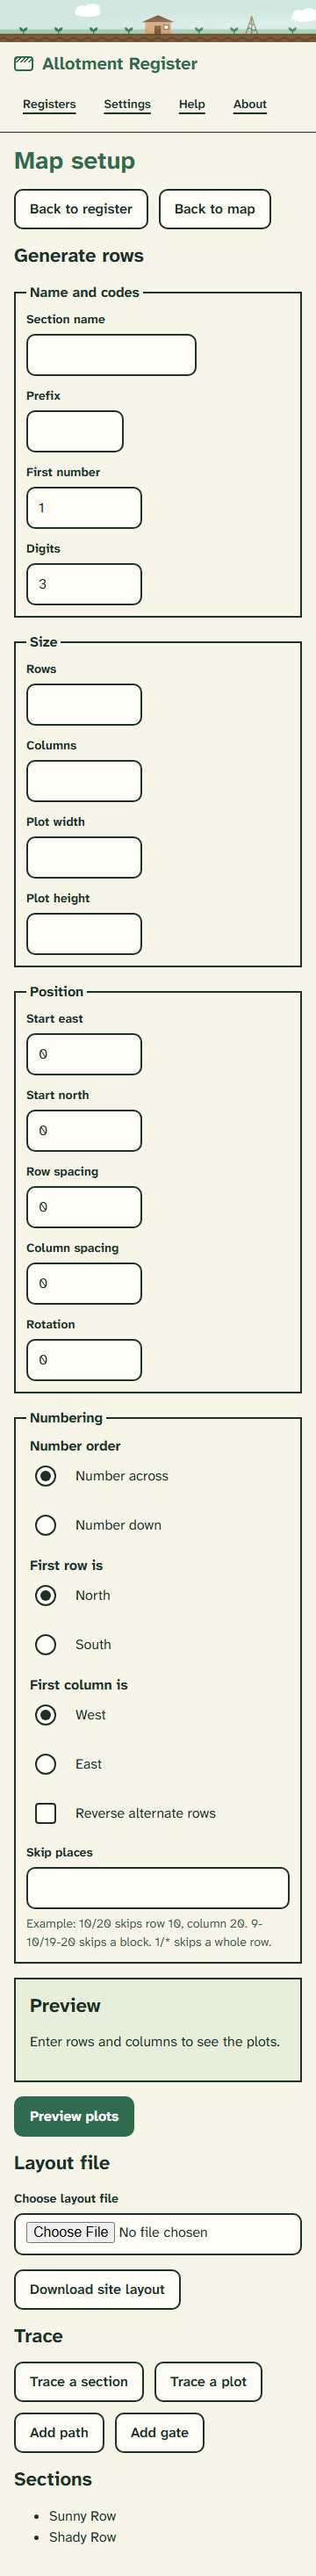 Allotment Register
Registers Settings Help About
Map setup
Back to register Back to map
Generate rows
Name and codes
Section name
Prefix
First number
1
Digits
3
Size
Rows
Columns
Plot width
Plot height
Position
Start east
0
Start north
0
Row spacing
0
Column spacing
0
Rotation
0
Numbering
Number order
Number across
Number down
First row is
North
South
First column is
West
East
Reverse alternate rows
Skip places
Example: 10/20 skips row 10, column 20. 9-
10/19-20 skips a block. 1/* skips a whole row.
Preview
Enter rows and columns to see the plots.
Preview plots
Layout file
Choose layout file
Choose File No file chosen
Download site layout
Trace
Trace a section Trace a plot
Add path Add gate
Sections
• Sunny Row
• Shady Row